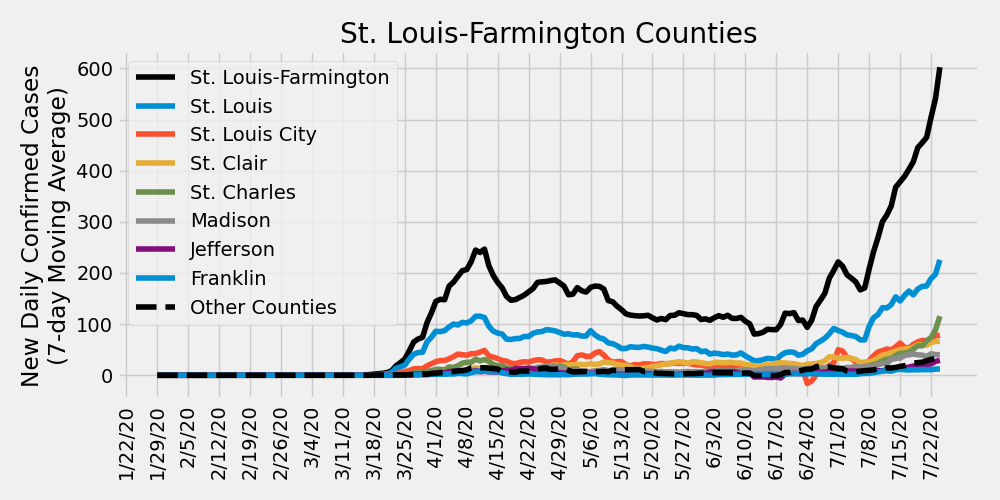 St. Louis-Farmington Counties
New Daily Confirmed Cases
(7-day Moving Average)
600
500
400
300
200
100
0
St. Louis-Farmington
St. Louis
St. Louis City
St. Clair
St. Charles
Madison
Jefferson
Franklin
Other Counties
1/22/20
1/29/20
2/5/20
2/12/20
2/19/20
2/26/20
3/4/20
3/11/20
3/18/20
3/25/20
4/1/20
4/8/20
4/15/20
4/22/20
4/29/20
5/6/20
5/13/20
5/20/20
5/27/20
6/3/20
6/10/20
6/17/20
6/24/20
7/1/20
7/8/20
7/15/20
7/22/20